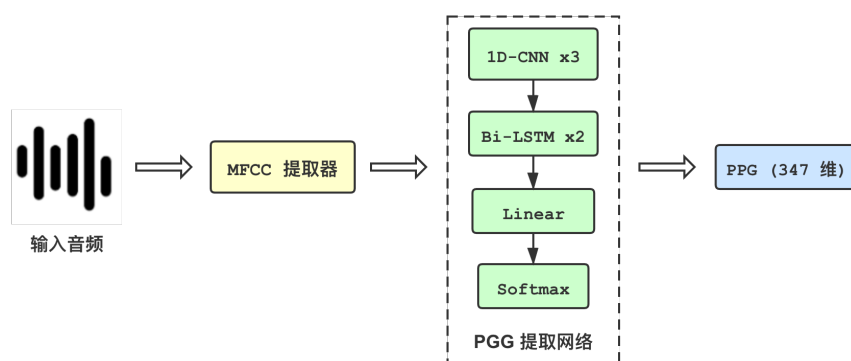 输入音频
MFCC 提取器
1D-CNN x3
Bi-LSTM x2
Linear
Softmax
PGG 提取网络
PPG (347 维)